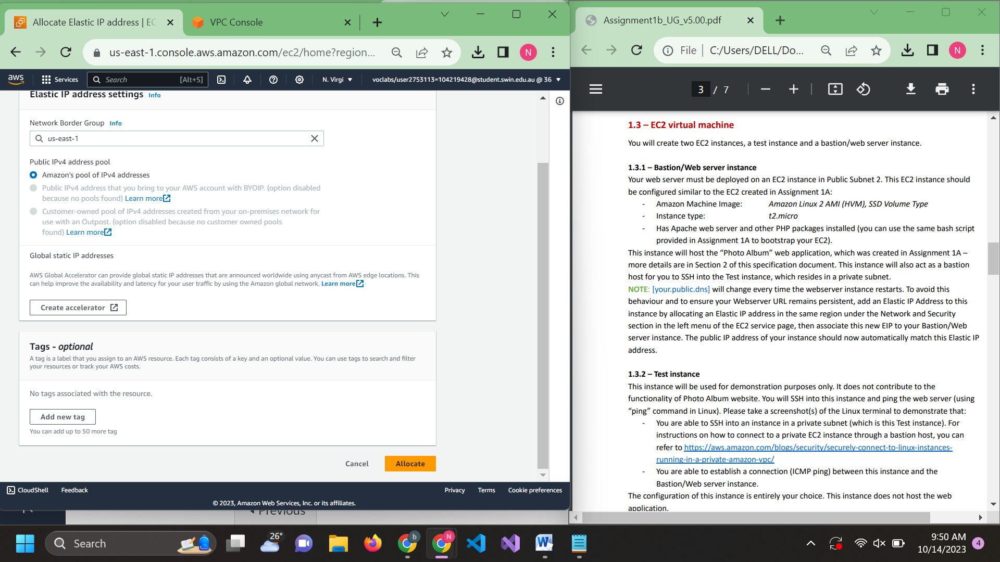 Allocate Elastic IP address | EC
VPC Console
us-east-1.console.aws.amazon.com/ec2/home?region...
N
aws
Services
Search
[Alt+S]
N. Virgi
voclabs/user2753113=104219428@student.swin.edu.au @ 36
Elastic IP address settings Info
Network Border Group Info
us-east-1
Public IPv4 address pool
Amazon's pool of IPv4 addresses
Public IPv4 address that you bring to your AWS account with BYOIP. (option disabled
because no pools found) Learn more
Customer-owned pool of IPv4 addresses created from your on-premises network for
use with an Outpost. (option disabled because no customer owned pools
found) Learn more
Global static IP addresses
AWS Global Accelerator can provide global static IP addresses that are announced worldwide using anycast from AWS edge locations. This
can help improve the availability and latency for your user traffic by using the Amazon global network. Learn more
Create accelerator
Tags - optional
A tag is a label that you assign to an AWS resource. Each tag consists of a key and an optional value. You can use tags to search and filter
your resources or track your AWS costs.
No tags associated with the resource.
Add new tag
You can add up to 50 more tag
Cancel
Allocate
CloudShell
Feedback
Privacy
Terms
Cookie preferences
© 2023, Amazon Web Services, Inc. or its affiliates.
Previous
Assignment1b_UG_v5.00.pdf
File
C:/Users/DELL/Do...
N
3 / 7
1.3 – EC2 virtual machine
You will create two EC2 instances, a test instance and a bastion/web server instance.
1.3.1 – Bastion/Web server instance
Your web server must be deployed on an EC2 instance in Public Subnet 2. This EC2 instance should
be configured similar to the EC2 created in Assignment 1A:
- Amazon Machine Image: Amazon Linux 2 AMI (HVM), SSD Volume Type
- Instance type: t2.micro
- Has Apache web server and other PHP packages installed (you can use the same bash script
provided in Assignment 1A to bootstrap your EC2).
This instance will host the “Photo Album” web application, which was created in Assignment 1A –
more details are in Section 2 of this specification document. This instance will also act as a bastion
host for you to SSH into the Test instance, which resides in a private subnet.
NOTE: [your.public.dns] will change every time the webserver instance restarts. To avoid this
behaviour and to ensure your Webserver URL remains persistent, add an Elastic IP Address to this
instance by allocating an Elastic IP address in the same region under the Network and Security
section in the left menu of the EC2 service page, then associate this new EIP to your Bastion/Web
server instance. The public IP address of your instance should now automatically match this Elastic IP
address.
1.3.2 – Test instance
This instance will be used for demonstration purposes only. It does not contribute to the
functionality of Photo Album website. You will SSH into this instance and ping the web server (using
“ping” command in Linux). Please take a screenshot(s) of the Linux terminal to demonstrate that:
- You are able to SSH into an instance in a private subnet (which is this Test instance). For
instructions on how to connect to a private EC2 instance through a bastion host, you can
refer to https://aws.amazon.com/blogs/security/securely-connect-to-linux-instances-
running-in-a-private-amazon-vpc/
- You are able to establish a connection (ICMP ping) between this instance and the
Bastion/Web server instance.
The configuration of this instance is entirely your choice. This instance does not host the web
application.
Search
26°
b
N
9:50 AM
10/14/2023
4